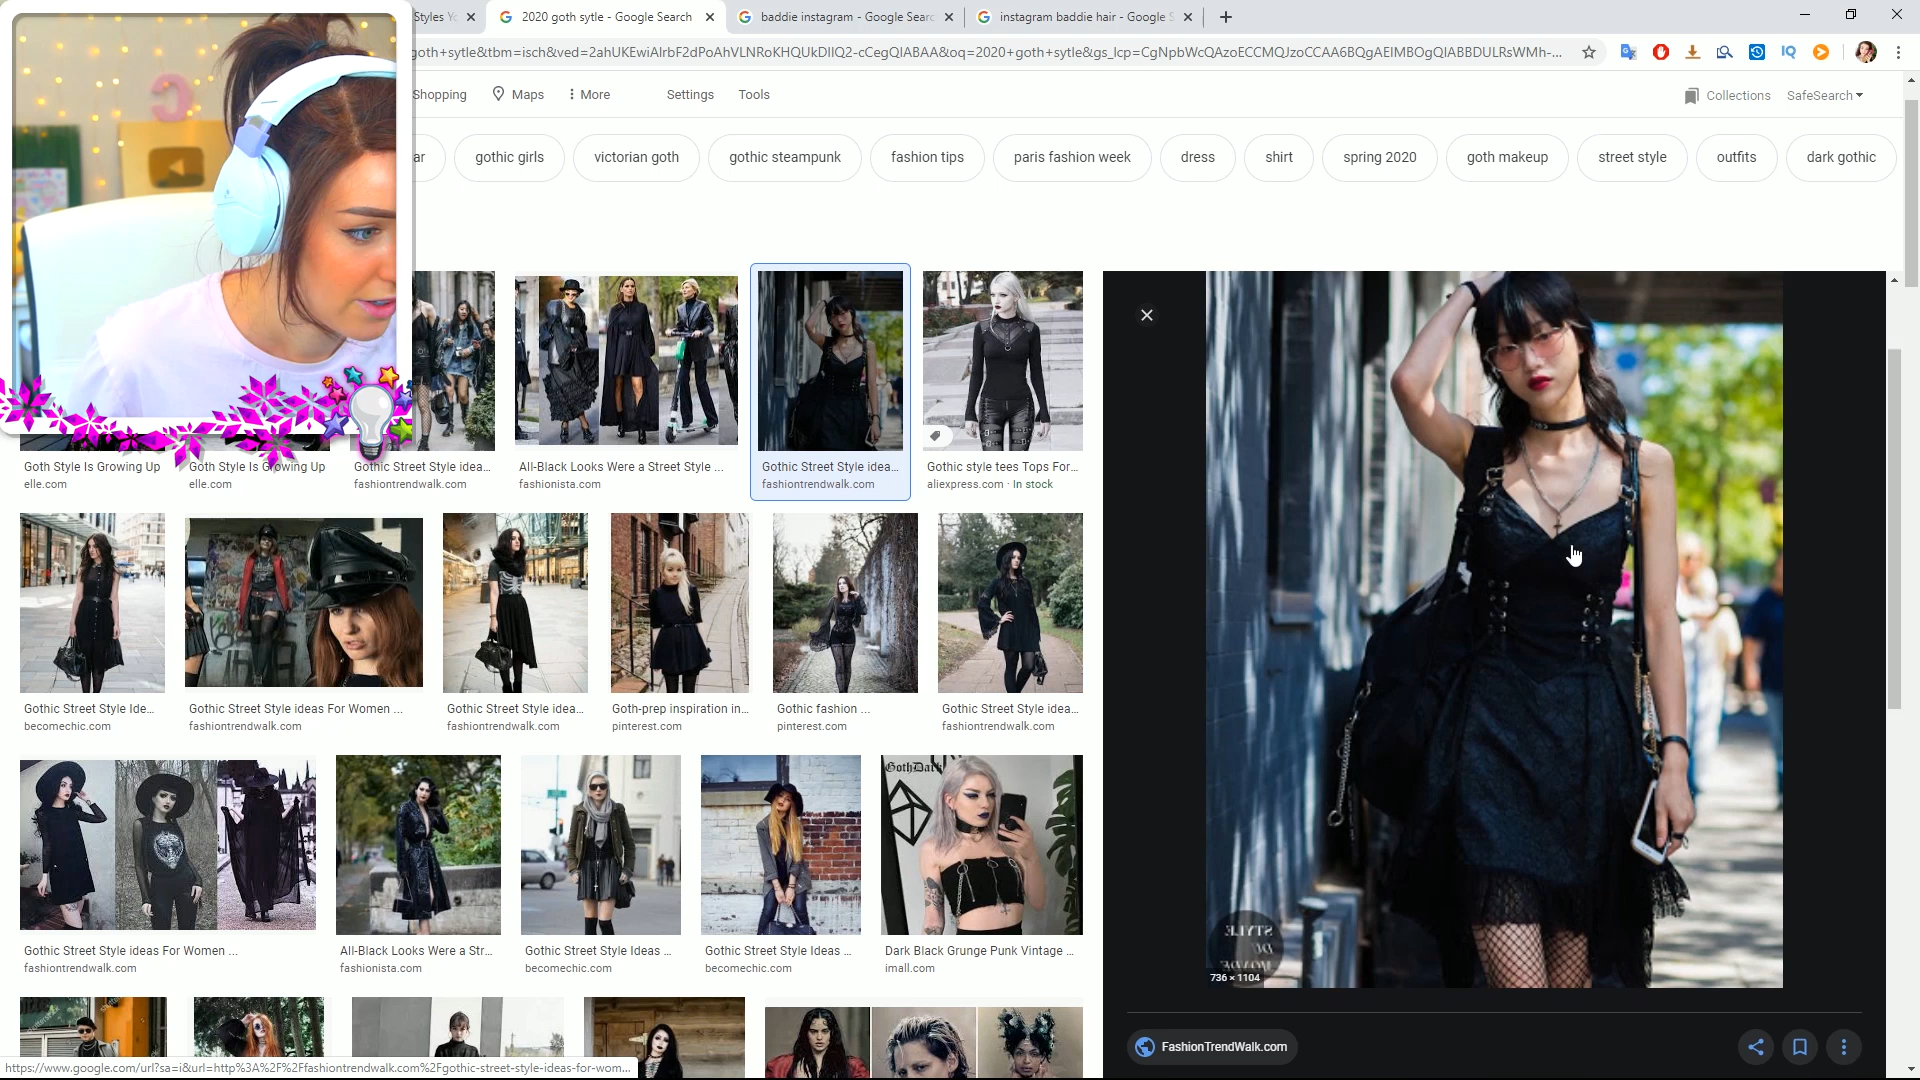 Styles Yo
2020 goth sytle - Google Search
baddie instagram - Google Searc
instagram baddie hair - Google S
goth+sytle&tbm=isch&ved=2ahUKEwiAlrbF2dPoAhVLNRoKHQUkDIIQ2-cCegQIABAA&oq=2020+goth+sytle&gs_lcp=CgNpbWcQAzoECCMQJzoCCAA6BQgAEIMBOgQIABBDULRsWMh-...
Shopping
Maps
More
Settings
Tools
Collections
SafeSearch
ar
gothic girls
victorian goth
gothic steampunk
fashion tips
paris fashion week
dress
shirt
spring 2020
goth makeup
street style
outfits
dark gothic
Goth Style Is Growing Up
elle.com
Goth Style Is Growing Up
elle.com
Gothic Street Style idea...
fashiontrendwalk.com
All-Black Looks Were a Street Style ...
fashionista.com
Gothic Street Style idea...
fashiontrendwalk.com
Gothic style tees Tops For...
aliexpress.com · In stock
Gothic Street Style Ide...
becomechic.com
Gothic Street Style ideas For Women ...
fashiontrendwalk.com
Gothic Street Style idea...
fashiontrendwalk.com
Goth-prep inspiration in...
pinterest.com
Gothic fashion ...
pinterest.com
Gothic Street Style idea...
fashiontrendwalk.com
GothDark
Gothic Street Style ideas For Women ...
fashiontrendwalk.com
All-Black Looks Were a Str...
fashionista.com
Gothic Street Style Ideas ...
becomechic.com
Gothic Street Style Ideas ...
becomechic.com
Dark Black Grunge Punk Vintage ...
imall.com
STYLE
DU
MONDE
736 × 1104
FashionTrendWalk.com
https://www.google.com/url?sa=i&url=http%3A%2F%2Ffashiontrendwalk.com%2Fgothic-street-style-ideas-for-wom...